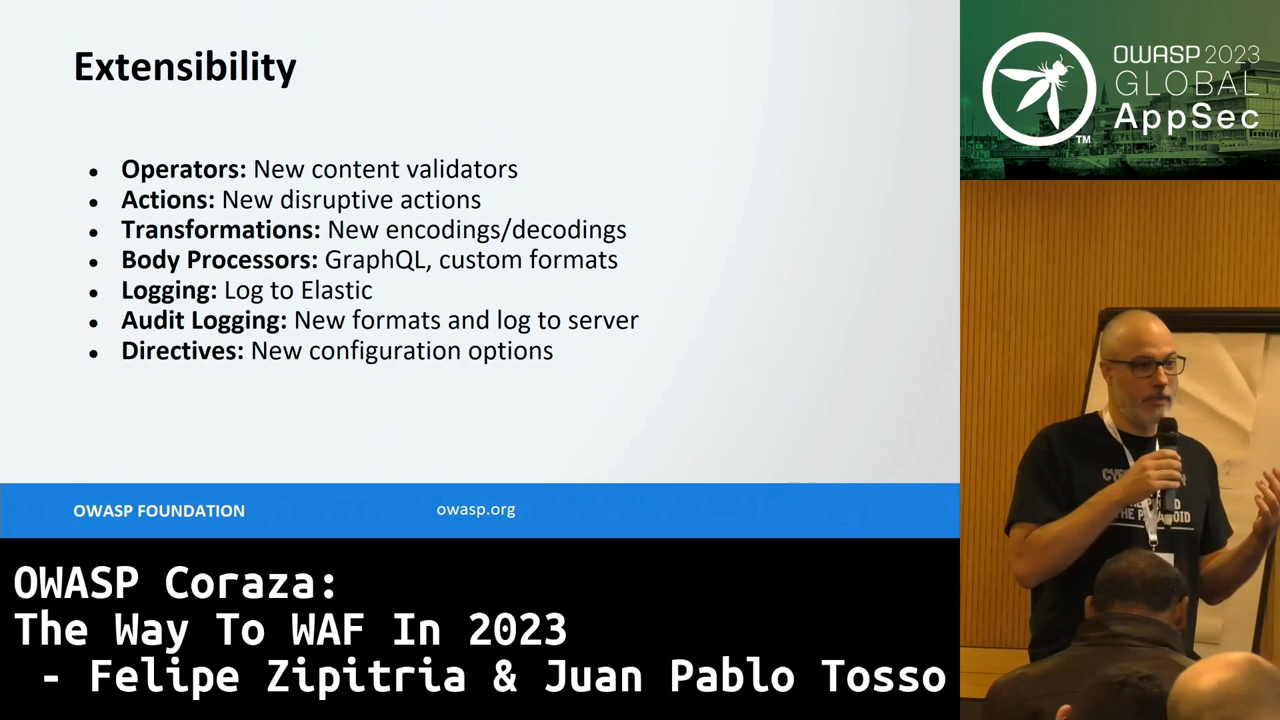 Extensibility
• Operators: New content validators
• Actions: New disruptive actions
• Transformations: New encodings/decodings
• Body Processors: GraphQL, custom formats
• Logging: Log to Elastic
• Audit Logging: New formats and log to server
• Directives: New configuration options
OWASP FOUNDATION owasp.org
OWASP Coraza:
The Way To WAF In 2023
- Felipe Zipitria & Juan Pablo Tosso
OWASP 2023
GLOBAL
AppSec
TM